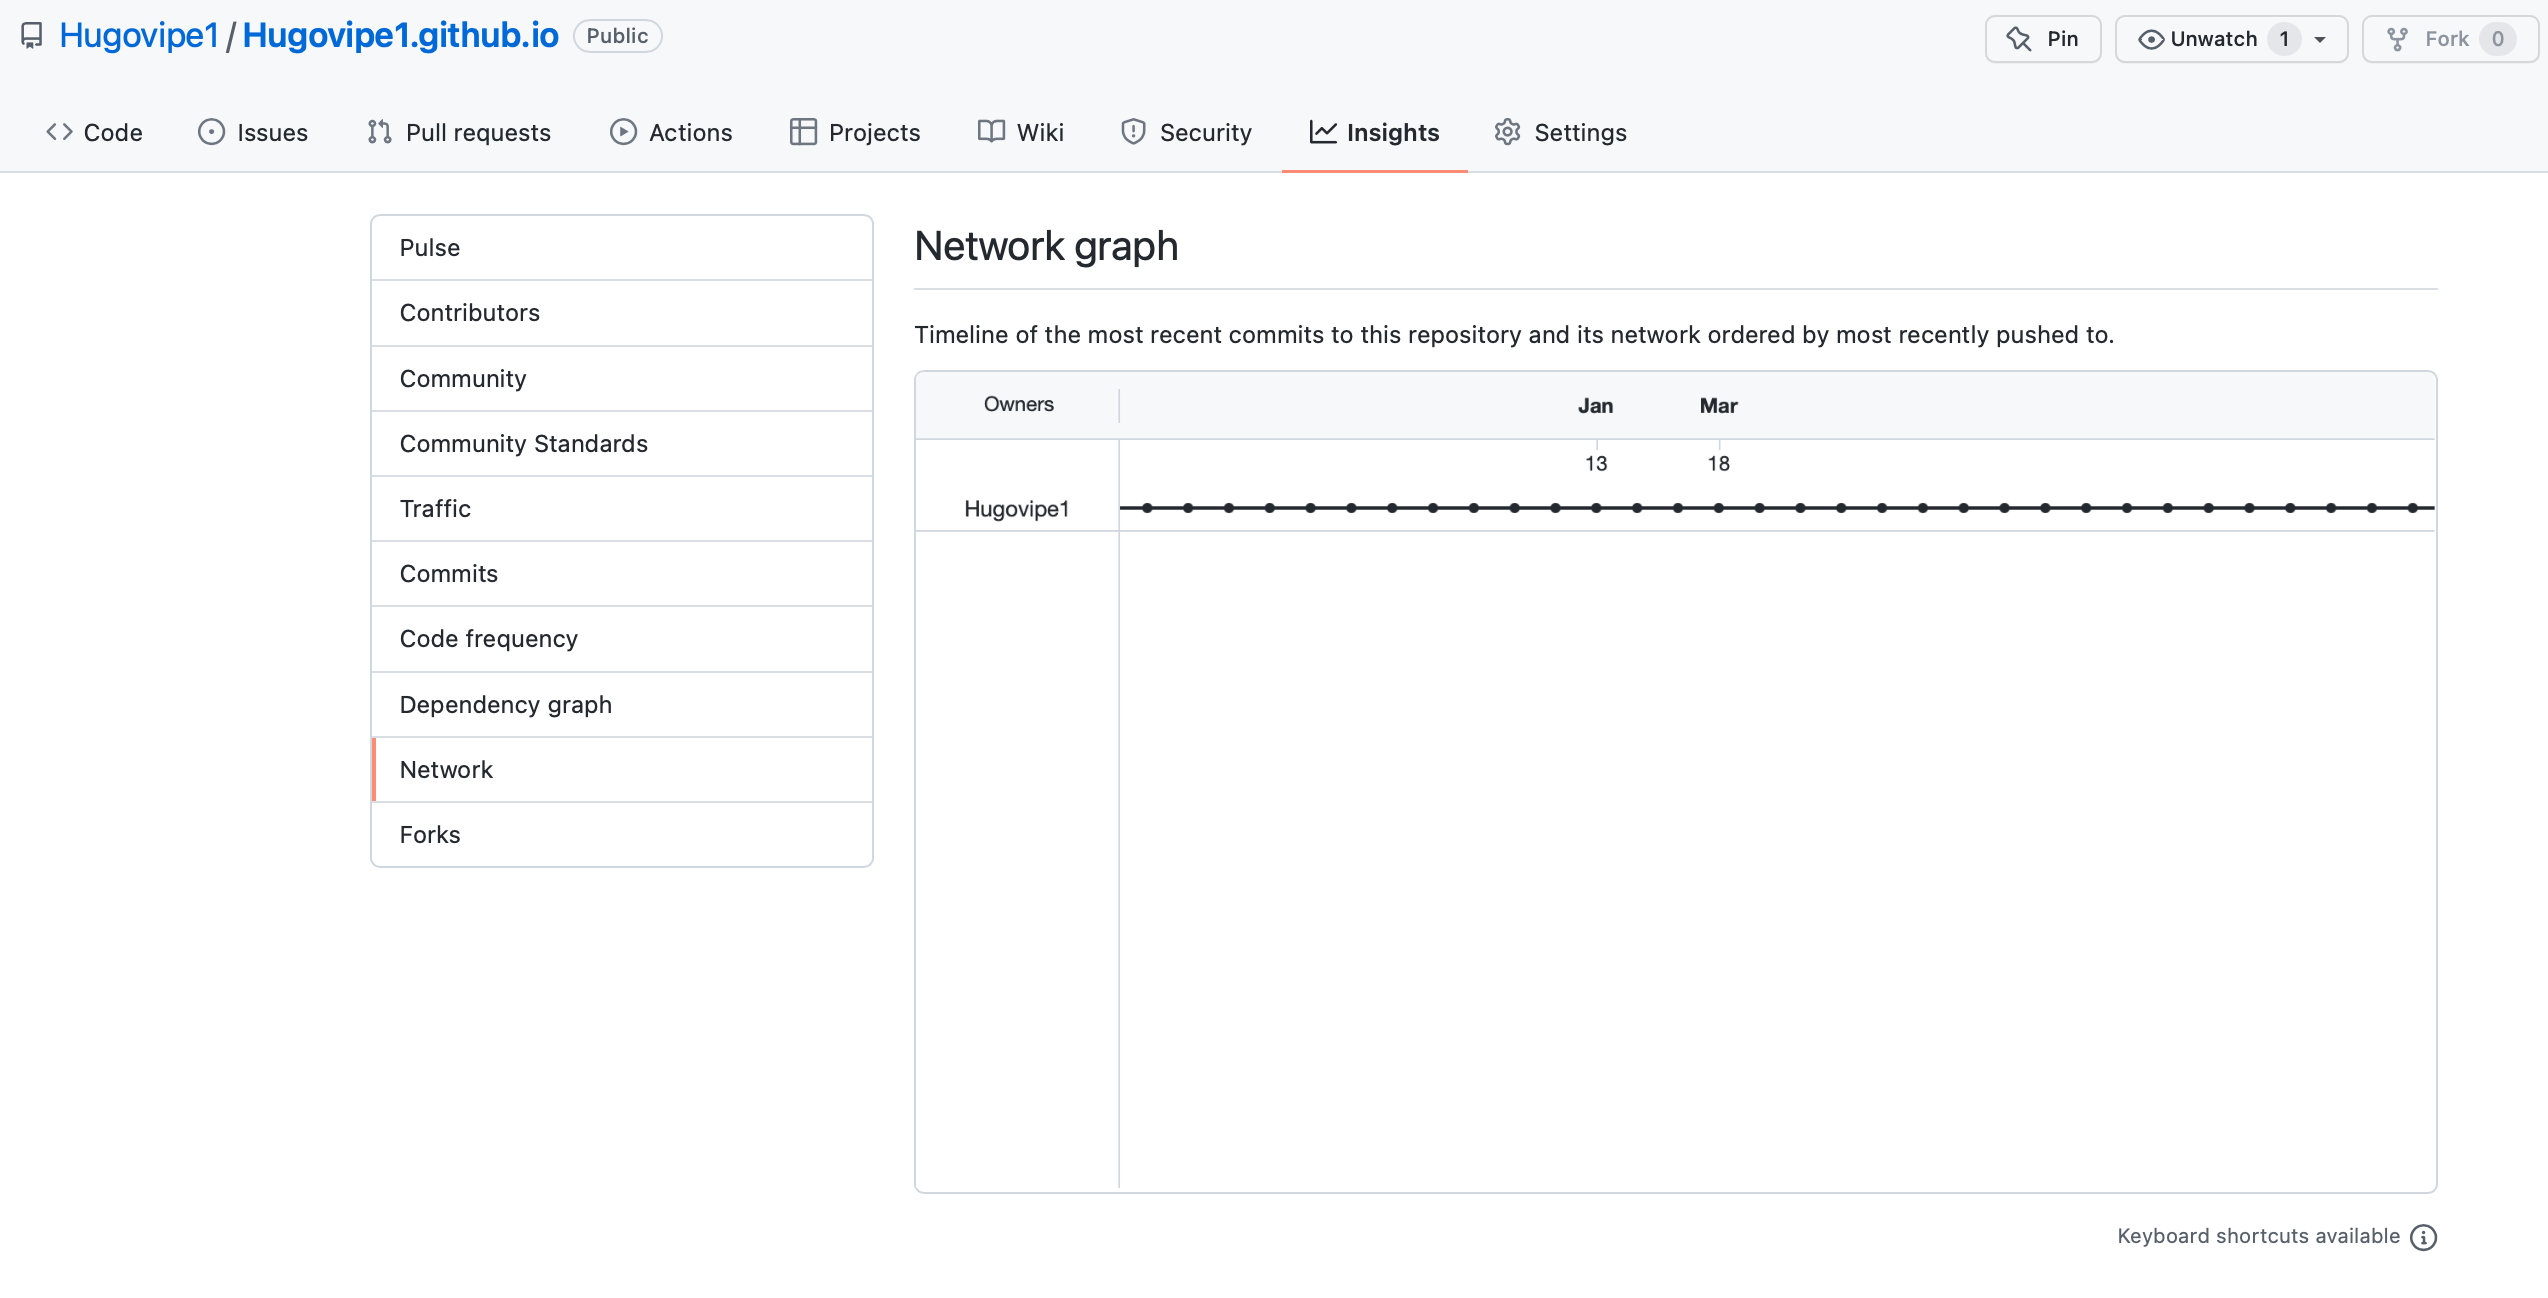 Hugovipe1 / Hugovipe1.github.io Public Pin Unwatch 1 Fork 0
Code Issues Pull requests Actions Projects Wiki Security Insights Settings
Pulse
Contributors
Community
Community Standards
Traffic
Commits
Code frequency
Dependency graph
Network
Forks
Network graph
Timeline of the most recent commits to this repository and its network ordered by most recently pushed to.
Owners Jan Mar
13 18
Hugovipe1
Keyboard shortcuts available